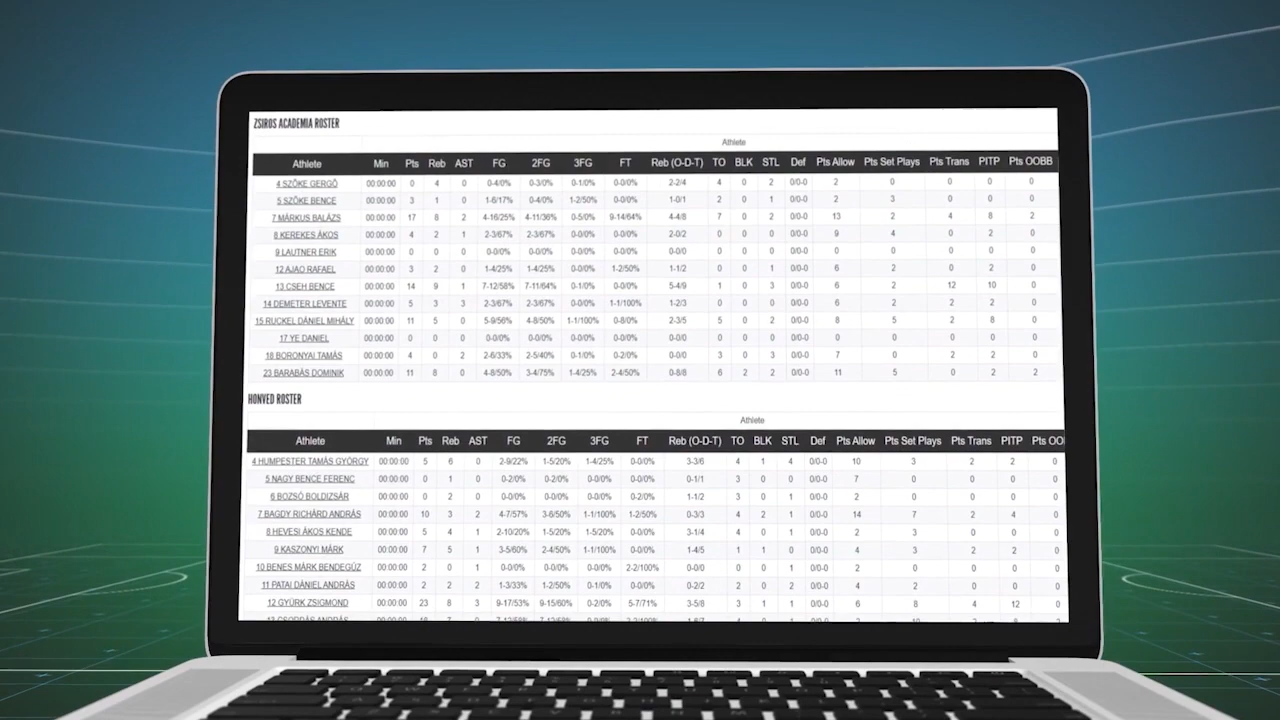 ZSIROS ACADEMIA ROSTER
Athlete
Athlete Min Pts Reb AST FG 2FG 3FG FT Reb (O-D-T) TO BLK STL Def Pts Allow Pts Set Plays Pts Trans PITP Pts OOBB
4 SZŐKE GERGŐ 00:00:00 0 4 0 0-4/0% 0-3/0% 0-1/0% 0-0/0% 2-2/4 4 0 2 0/0-0 2 0 0 0 0
5 SZŐKE BENCE 00:00:00 3 1 0 1-6/17% 0-4/0% 1-2/50% 0-0/0% 1-0/1 2 0 1 0/0-0 2 3 0 0 0
7 MÁRKUS BALÁZS 00:00:00 17 8 2 4-16/25% 4-11/36% 0-5/0% 9-14/64% 4-4/8 7 0 2 0/0-0 13 2 4 8 2
8 KEREKES ÁKOS 00:00:00 4 2 1 2-3/67% 2-3/67% 0-0/0% 0-0/0% 2-0/2 0 0 0 0/0-0 9 4 0 2 0
9 LAUTNER ERIK 00:00:00 0 0 0 0-0/0% 0-0/0% 0-0/0% 0-0/0% 0-0/0 0 0 0 0/0-0 0 0 0 0 0
12 AJAO RAFAEL 00:00:00 3 2 0 1-4/25% 1-4/25% 0-0/0% 1-2/50% 1-1/2 0 0 1 0/0-0 6 2 0 2 0
13 CSEH BENCE 00:00:00 14 9 1 7-12/58% 7-11/64% 0-1/0% 0-0/0% 5-4/9 1 0 3 0/0-0 6 2 12 10 0
14 DEMETER LEVENTE 00:00:00 5 3 3 2-3/67% 2-3/67% 0-0/0% 1-1/100% 1-2/3 0 0 0 0/0-0 6 2 2 2 0
15 RUCKEL DÁNIEL MIHÁLY 00:00:00 11 5 0 5-9/56% 4-8/50% 1-1/100% 0-8/0% 2-3/5 5 0 2 0/0-0 8 5 2 8 0
17 YE DANIEL 00:00:00 0 0 0 0-0/0% 0-0/0% 0-0/0% 0-0/0% 0-0/0 0 0 0 0/0-0 0 0 0 0 0
18 BORONYAI TAMÁS 00:00:00 4 0 2 2-6/33% 2-5/40% 0-1/0% 0-2/0% 0-0/0 3 0 3 0/0-0 7 0 2 2 0
23 BARABÁS DOMINIK 00:00:00 11 8 0 4-8/50% 3-4/75% 1-4/25% 2-4/50% 0-8/8 6 2 2 0/0-0 11 5 0 2 2
HONVED ROSTER
Athlete
Athlete Min Pts Reb AST FG 2FG 3FG FT Reb (O-D-T) TO BLK STL Def Pts Allow Pts Set Plays Pts Trans PITP Pts OO
4 HUMPESTER TAMÁS GYÖRGY 00:00:00 5 6 0 2-9/22% 1-5/20% 1-4/25% 0-0/0% 3-3/6 4 1 4 0/0-0 10 3 2 2 0
5 NAGY BENCE FERENC 00:00:00 0 1 0 0-2/0% 0-2/0% 0-0/0% 0-0/0% 0-1/1 3 0 0 0/0-0 7 0 0 0 0
6 BOZSÓ BOLDIZSÁR 00:00:00 0 2 0 0-0/0% 0-0/0% 0-0/0% 0-2/0% 1-1/2 3 0 1 0/0-0 2 0 0 0 0
7 BAGDY RICHÁRD ANDRÁS 00:00:00 10 3 2 4-7/57% 3-6/50% 1-1/100% 1-2/50% 0-3/3 4 2 1 0/0-0 14 7 2 4 0
8 HEVESI ÁKOS KENDE 00:00:00 5 4 1 2-10/20% 1-5/20% 1-5/20% 0-0/0% 3-1/4 4 0 1 0/0-0 2 3 0 0 0
9 KASZONYI MÁRK 00:00:00 7 5 1 3-5/60% 2-4/50% 1-1/100% 0-0/0% 1-4/5 1 1 0 0/0-0 4 3 2 2 0
10 BENES MÁRK BENDEGÚZ 00:00:00 2 0 1 0-0/0% 0-0/0% 0-0/0% 2-2/100% 0-0/0 0 0 0 0/0-0 2 0 0 0 0
11 PATAI DÁNIEL ANDRÁS 00:00:00 2 2 2 1-3/33% 1-2/50% 0-1/0% 0-0/0% 0-2/2 2 0 2 0/0-0 4 2 0 0 0
12 GYÜRK ZSIGMOND 00:00:00 23 8 3 9-17/53% 9-15/60% 0-2/0% 5-7/71% 3-5/8 3 1 1 0/0-0 6 8 4 12 0